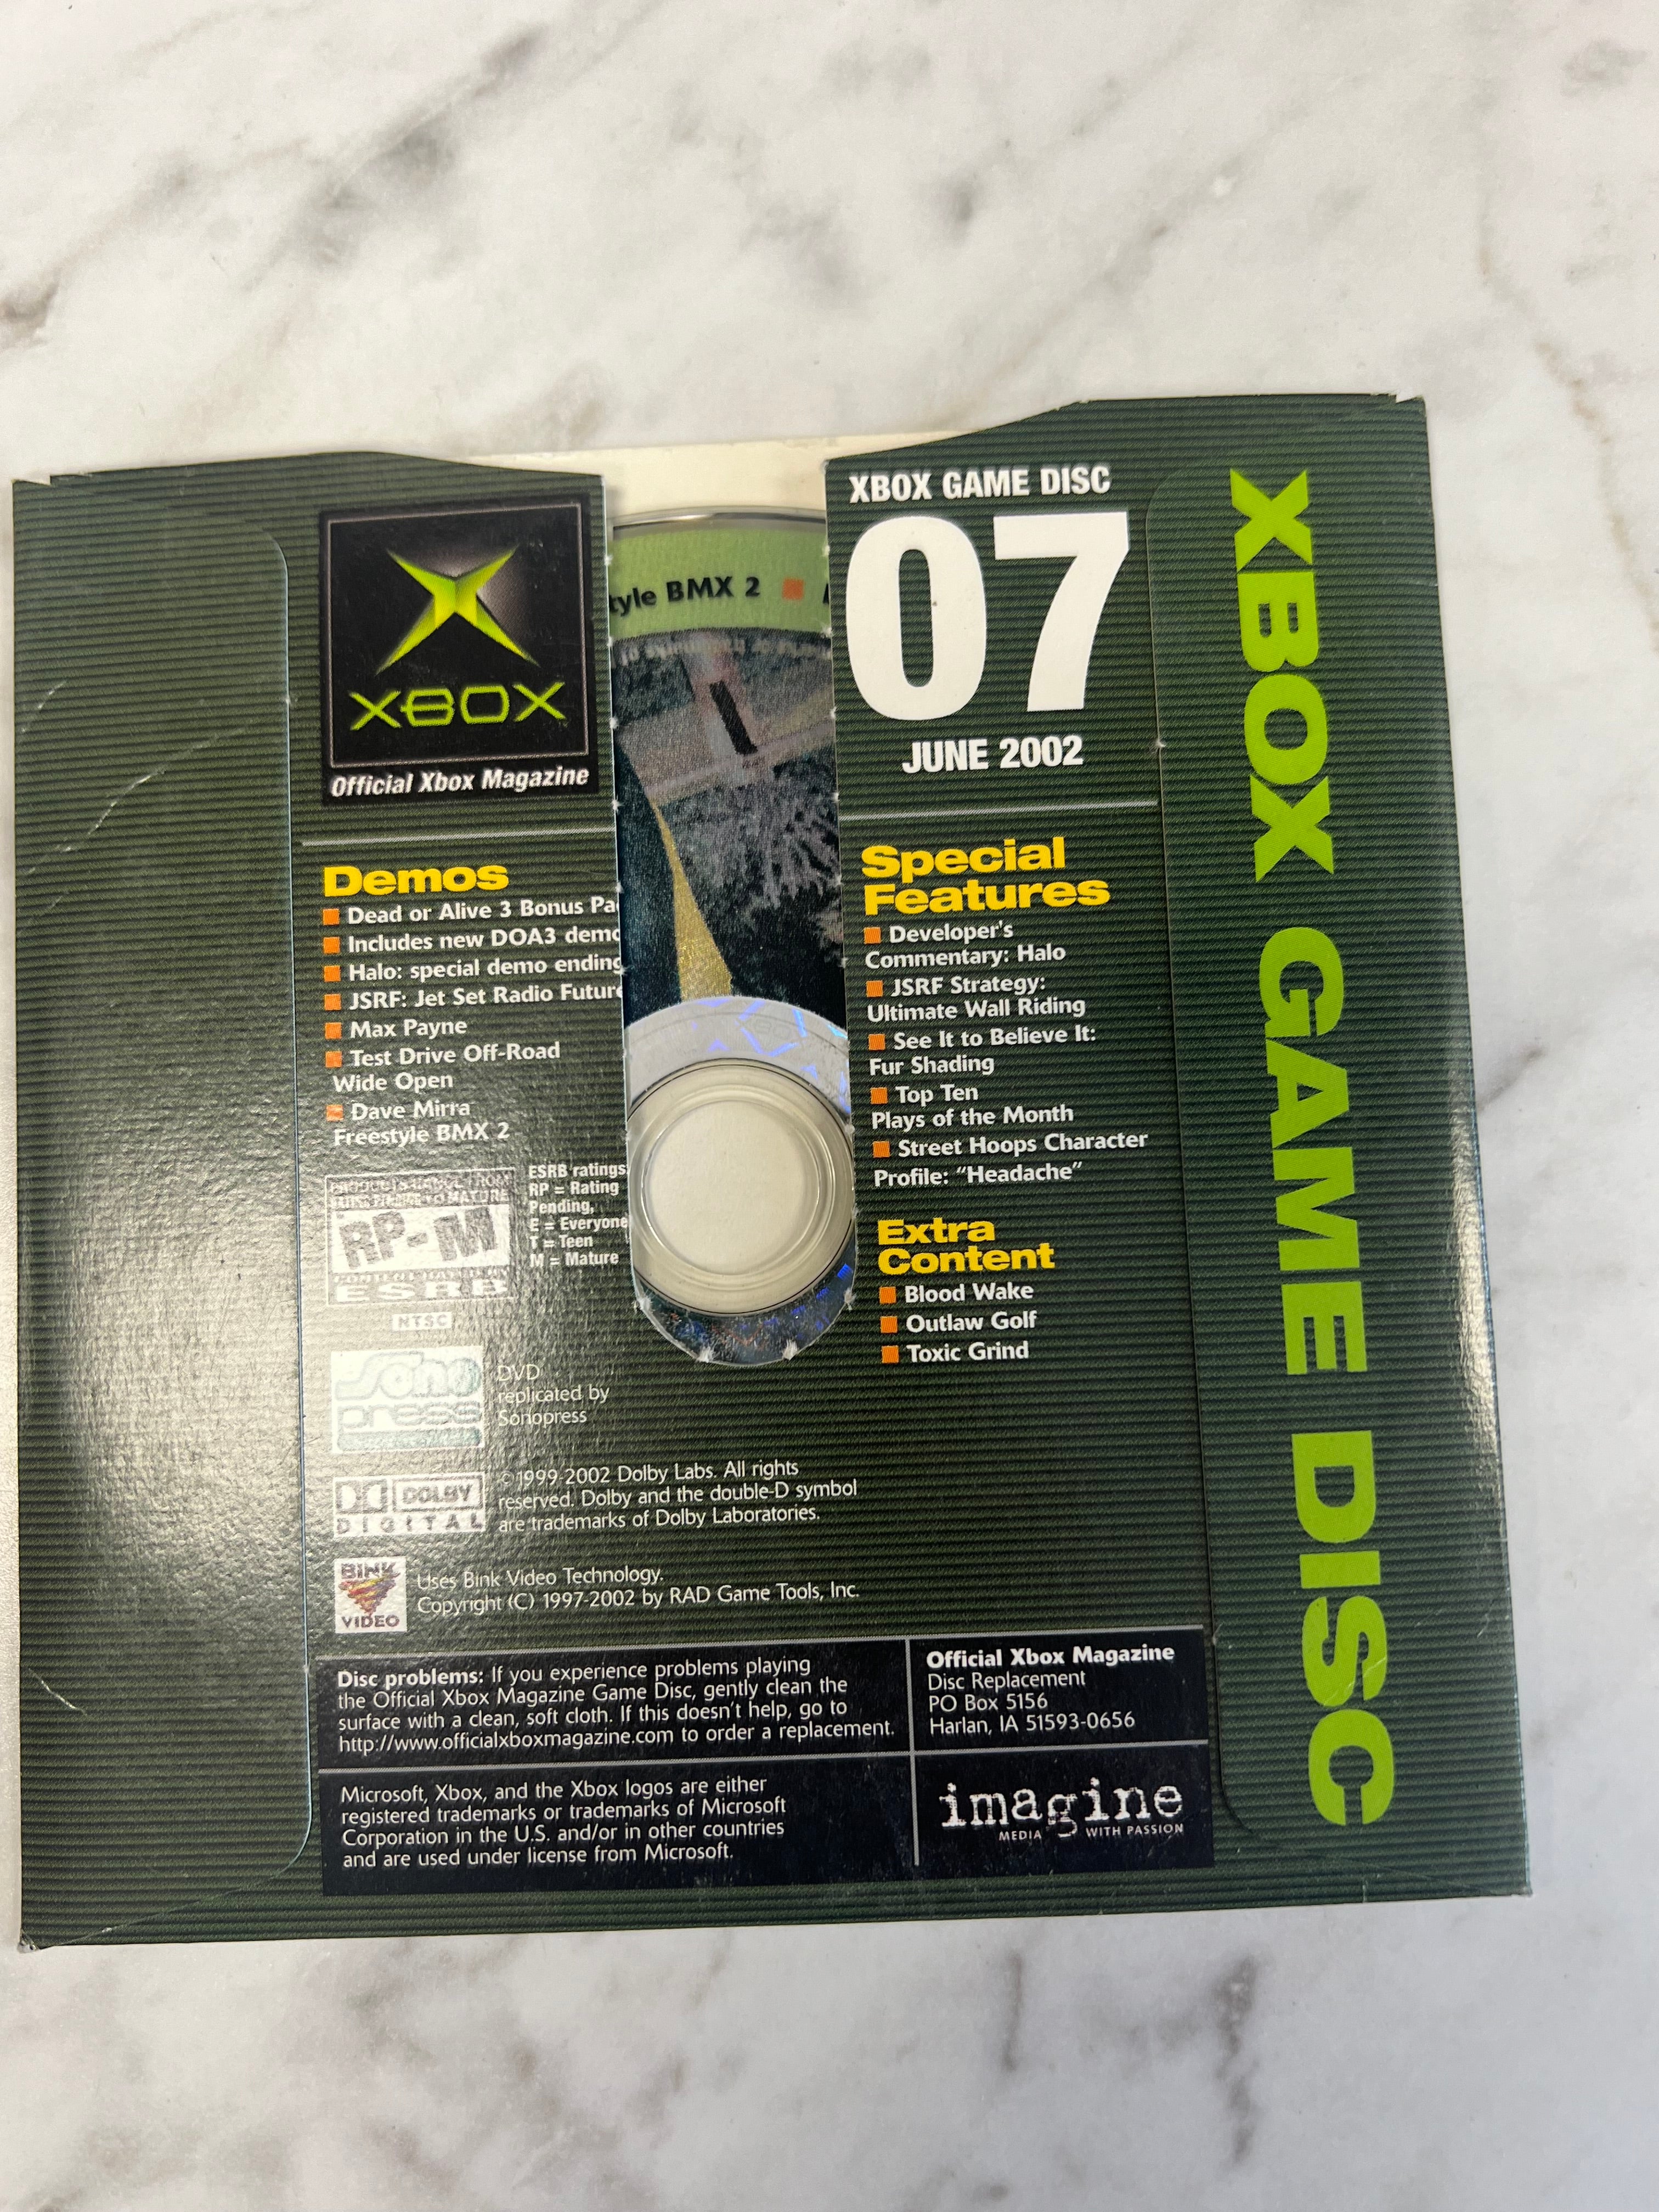 XBOX
Official Xbox Magazine
Demos
Dead or Alive 3 Bonus Pa
Includes new DOA3 demo
Halo: special demo ending
JSRF: Jet Set Radio Future
Max Payne
Test Drive Off-Road
Wide Open
Dave Mirra
Freestyle BMX 2
RP-M
ESRB
ESRB ratings:
RP = Rating
Pending,
E = Everyone
T = Teen
M = Mature
NTSC
Sono
press
DVD
replicated by
Sonopress
DOLBY
DIGITAL
©1999-2002 Dolby Labs. All rights
reserved. Dolby and the double-D symbol
are trademarks of Dolby Laboratories.
BINK
VIDEO
Uses Bink Video Technology.
Copyright (C) 1997-2002 by RAD Game Tools, Inc.
tyle BMX 2
XBOX GAME DISC
07
JUNE 2002
Special
Features
Developer's
Commentary: Halo
JSRF Strategy:
Ultimate Wall Riding
See It to Believe It:
Fur Shading
Top Ten
Plays of the Month
Street Hoops Character
Profile: "Headache"
Extra
Content
Blood Wake
Outlaw Golf
Toxic Grind
Disc problems: If you experience problems playing
the Official Xbox Magazine Game Disc, gently clean the
surface with a clean, soft cloth. If this doesn't help, go to
http://www.officialxboxmagazine.com to order a replacement.
Official Xbox Magazine
Disc Replacement
PO Box 5156
Harlan, IA 51593-0656
Microsoft, Xbox, and the Xbox logos are either
registered trademarks or trademarks of Microsoft
Corporation in the U.S. and/or in other countries
and are used under license from Microsoft.
imagine
MEDIA WITH PASSION
XBOX GAME DISC